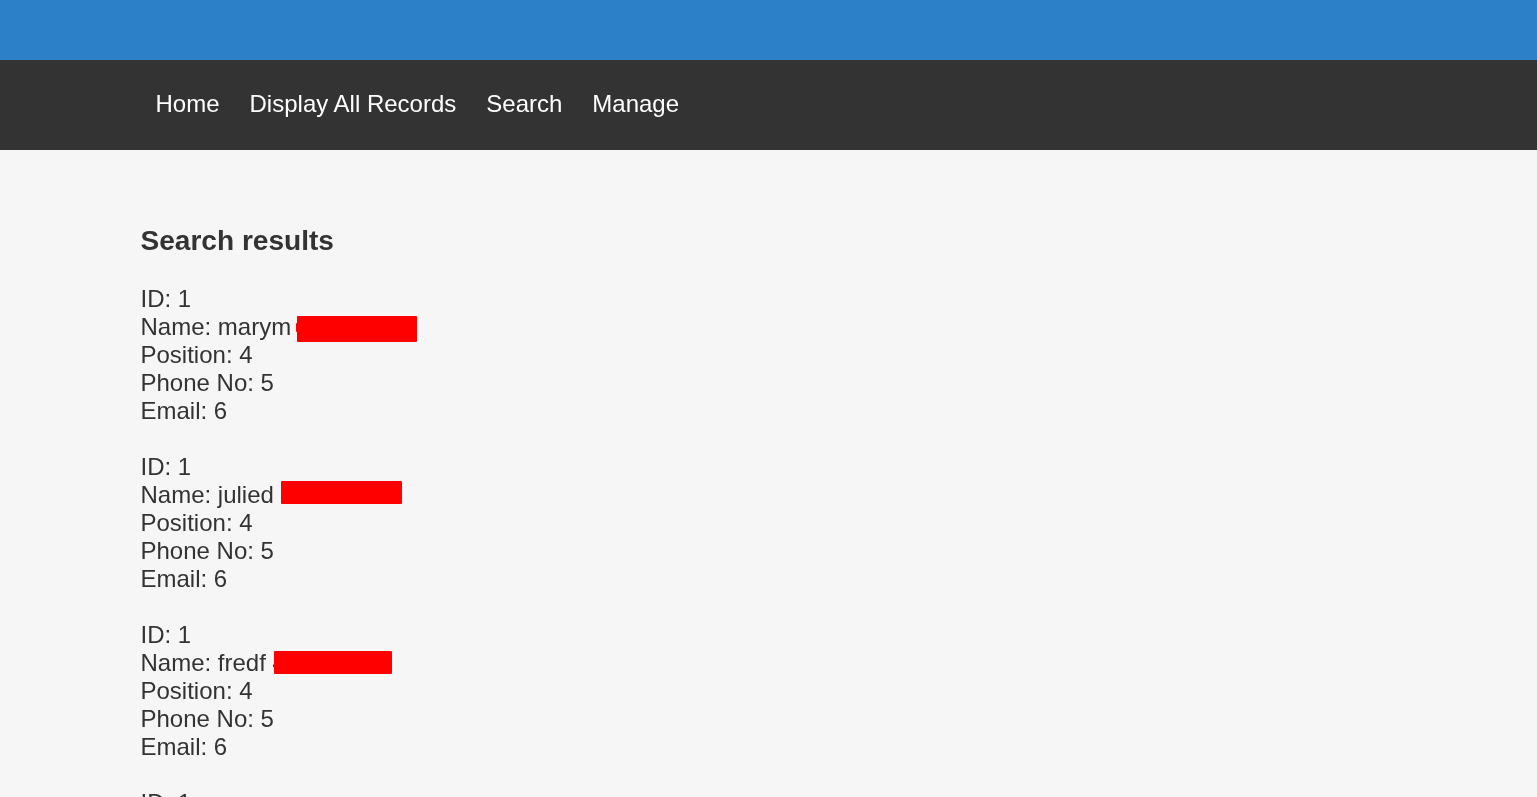 Home Display All Records Search Manage
Search results
ID: 1
Name: marym
Position: 4
Phone No: 5
Email: 6
ID: 1
Name: julied
Position: 4
Phone No: 5
Email: 6
ID: 1
Name: fredf
Position: 4
Phone No: 5
Email: 6